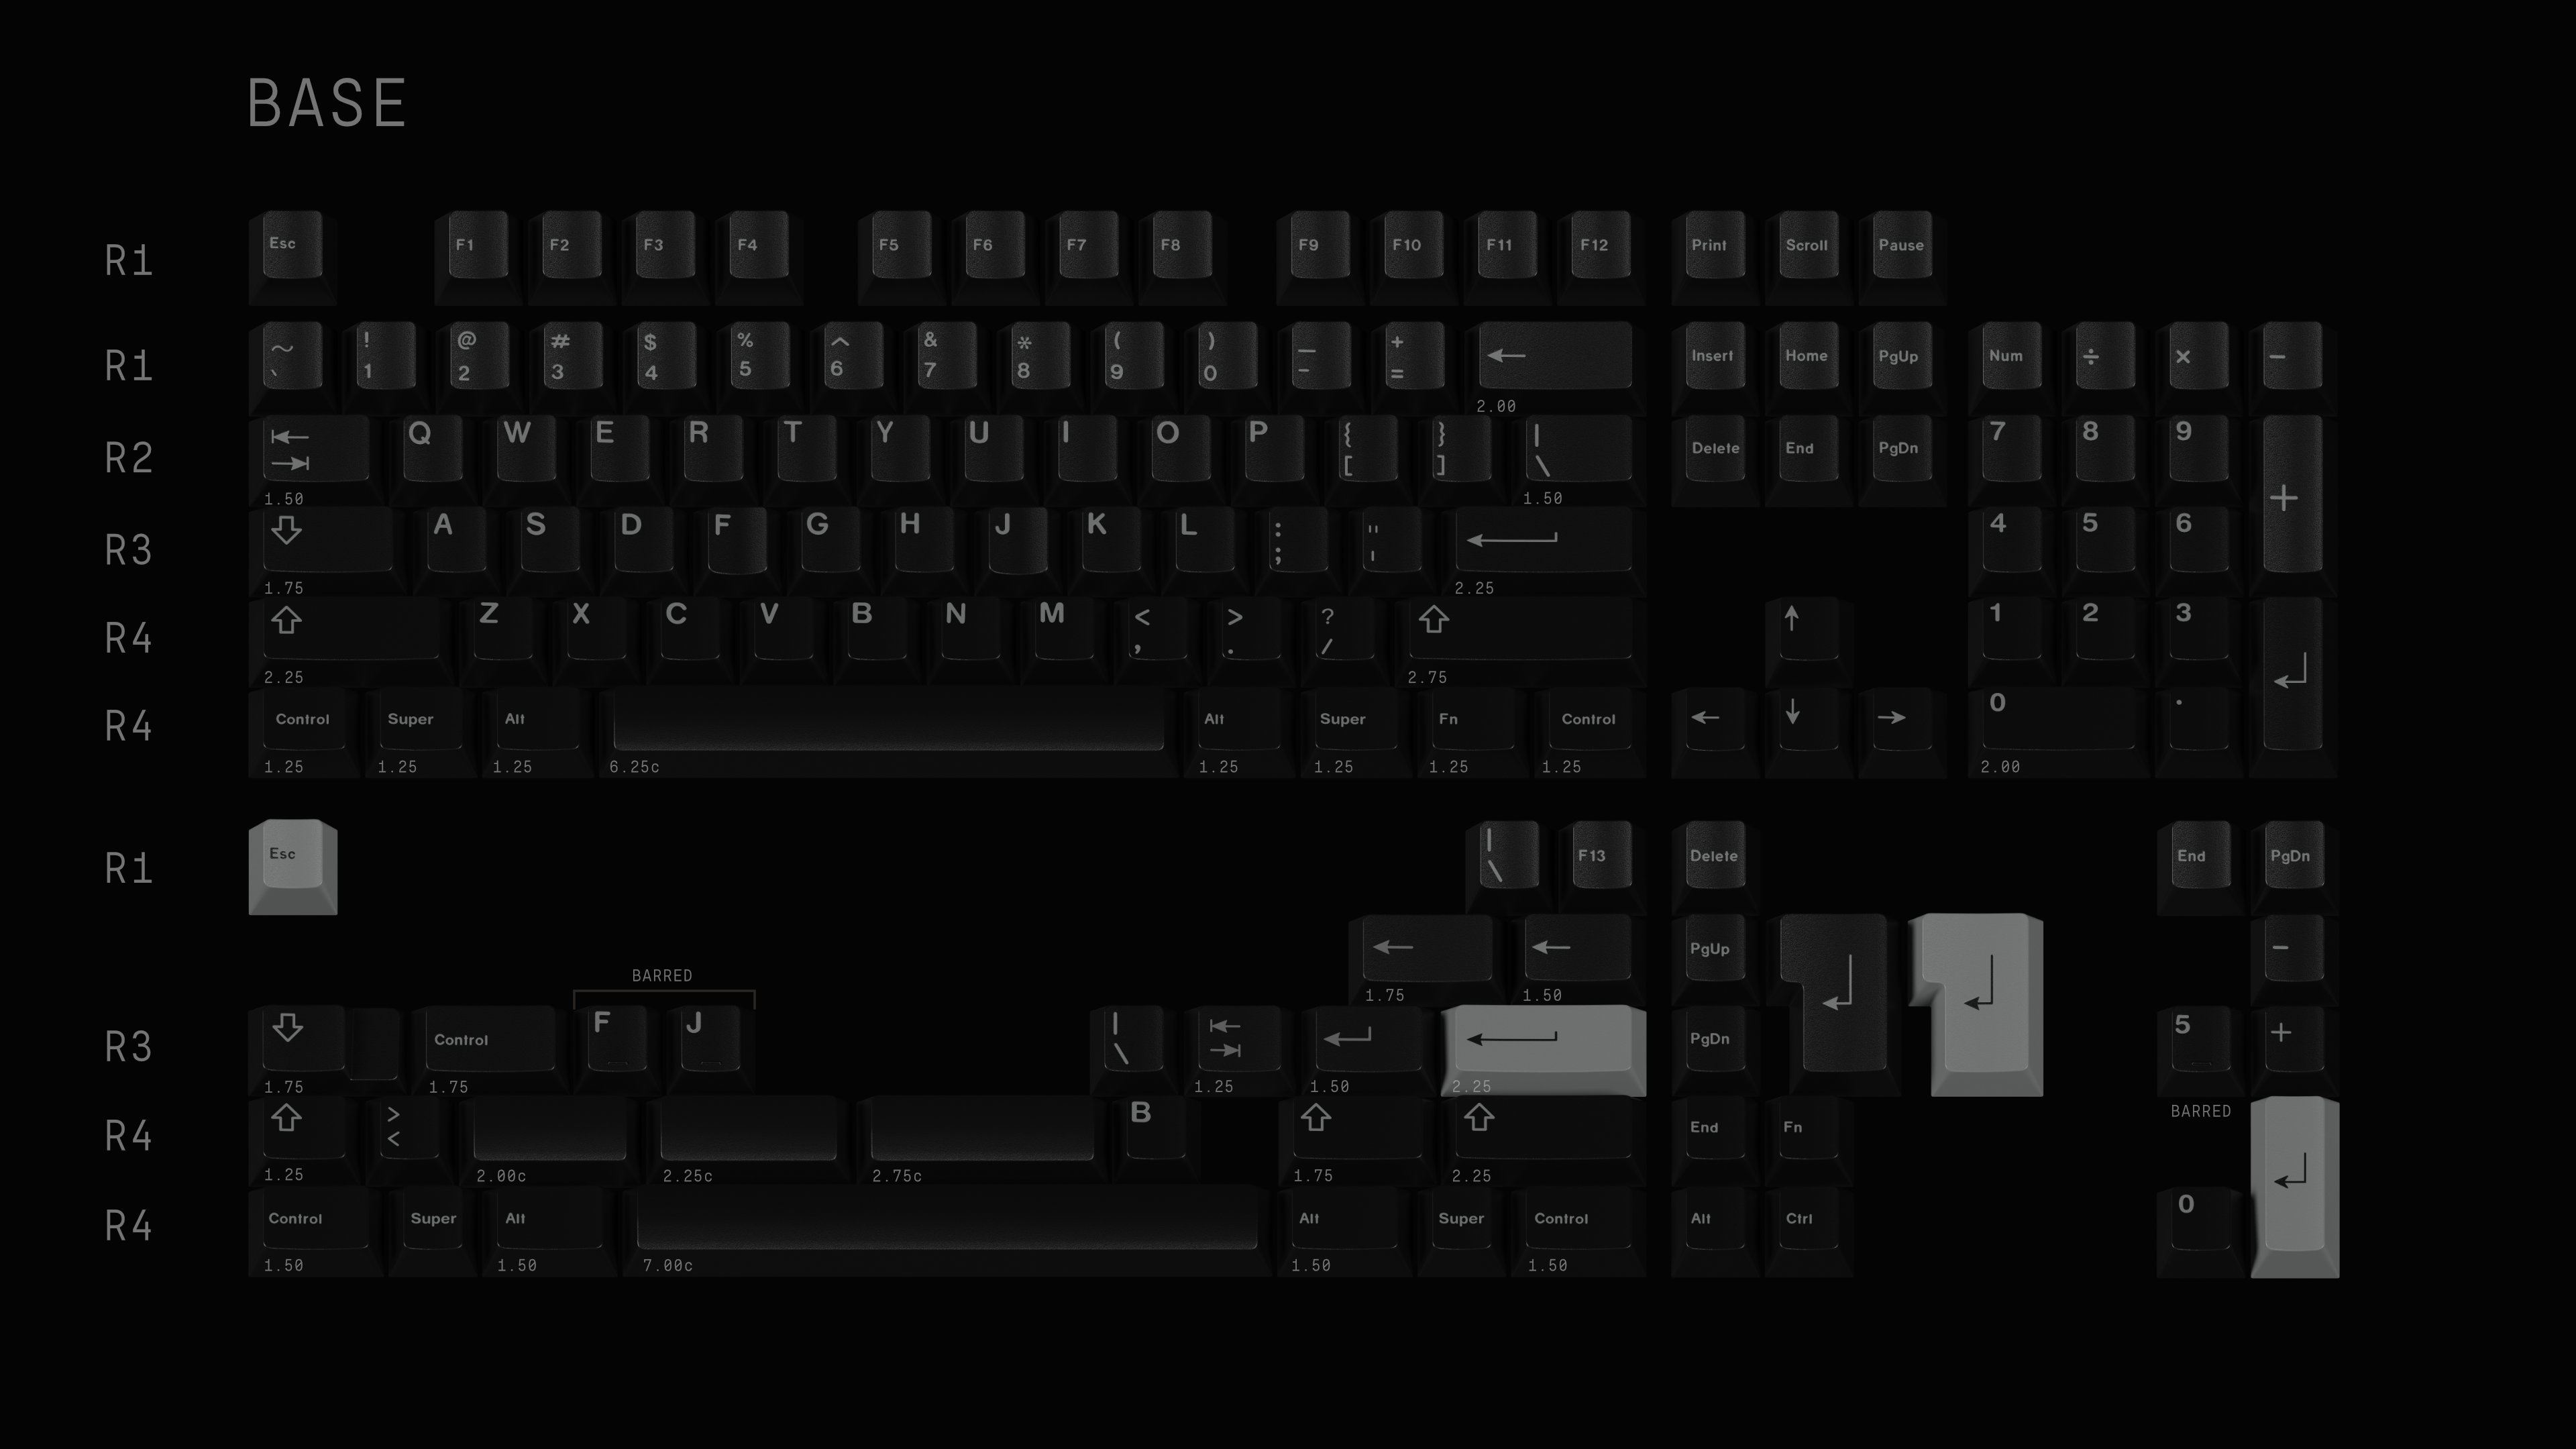 BASE
R1 Esc F1 F2 F3 F4 F5 F6 F7 F8 F9 F10 F11 F12 Print Scroll Pause
~ ! @ # $ % ^ & * ( ) _ +
R1 ` 1 2 3 4 5 6 7 8 9 0 - = ← Insert Home PgUp Num ÷ × -
2.00
R2 ⇤ ⇥ Q W E R T Y U I O P { [ } ] | \ Delete End PgDn 7 8 9 +
1.50 1.50
R3 ⇩ A S D F G H J K L : ; " ' ↵ 4 5 6
1.75 2.25
R4 ⇧ Z X C V B N M < , > . ? / ⇧ ↑ 1 2 3 ↵
2.25 2.75
R4 Control Super Alt Alt Super Fn Control ← ↓ → 0 .
1.25 1.25 1.25 6.25c 1.25 1.25 1.25 1.25 2.00
R1 Esc | \ F13 Delete End PgDn
← ← PgUp ↵ ↵ -
BARRED 1.75 1.50
R3 ⇩ Control F J | \ ⇤ ⇥ ↵ ↵ PgDn 5 +
1.75 1.75 1.25 1.50 2.25
BARRED
R4 ⇧ > < B ⇧ ⇧ End Fn ↵
1.25 2.00c 2.25c 2.75c 1.75 2.25
R4 Control Super Alt Alt Super Control Alt Ctrl 0
1.50 1.50 7.00c 1.50 1.50